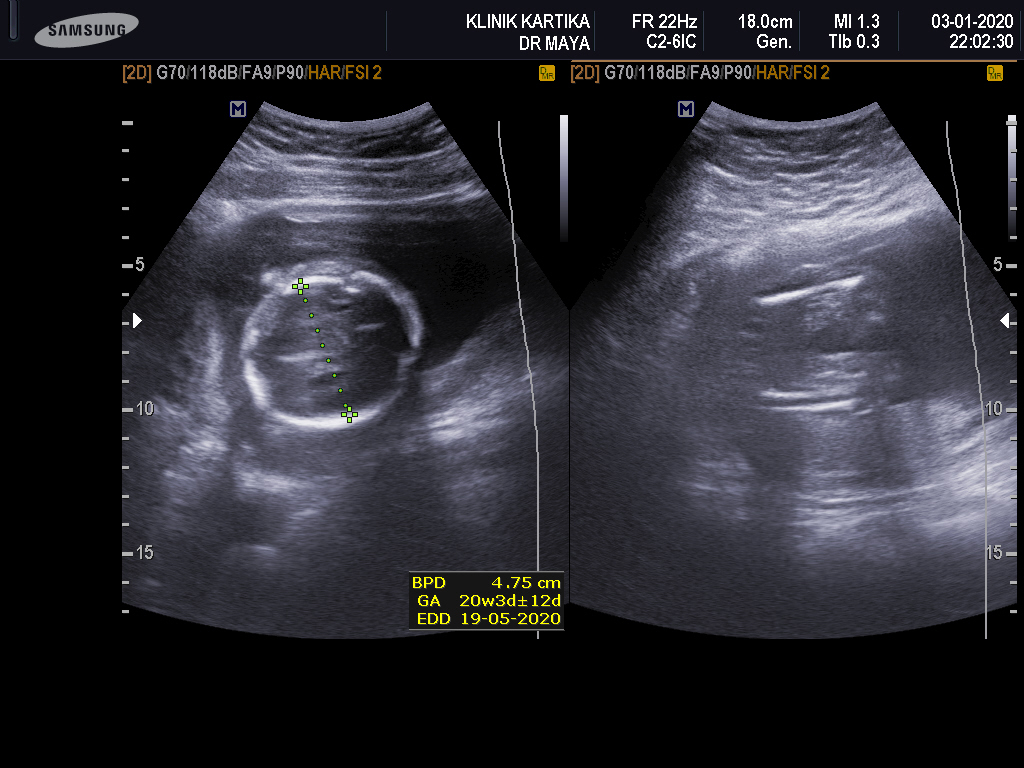 SAMSUNG
KLINIK KARTIKA
DR MAYA
FR 22Hz
C2-6IC
18.0cm
Gen.
MI 1.3
TIb 0.3
03-01-2020
22:02:30
[2D] G70/118dB/FA9/P90/HAR/FSI 2
DMR
[2D] G70/118dB/FA9/P90/HAR/FSI 2
DMR
M
M
5
10
15
5
10
15
BPD 4.75 cm
GA 20w3d±12d
EDD 19-05-2020